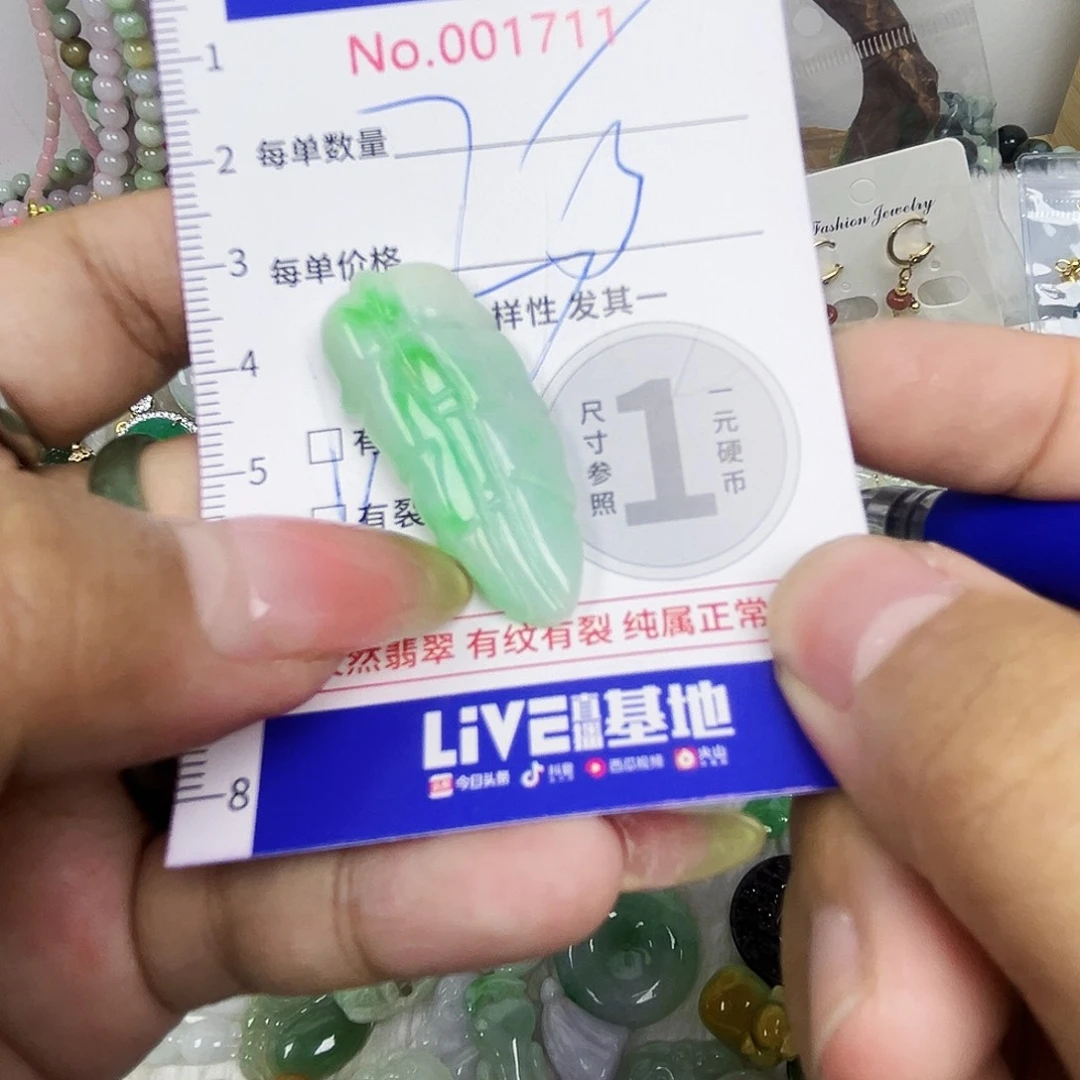 No.001711
1
2
每单数量
3
每单价格
样性 发其一
4
尺寸参照
1
一元硬币
5
有
有裂
然翡翠 有纹有裂 纯属正常
LiVE直播基地
8
今日头条 抖音 西瓜视频 火山
Fashion Jewelry